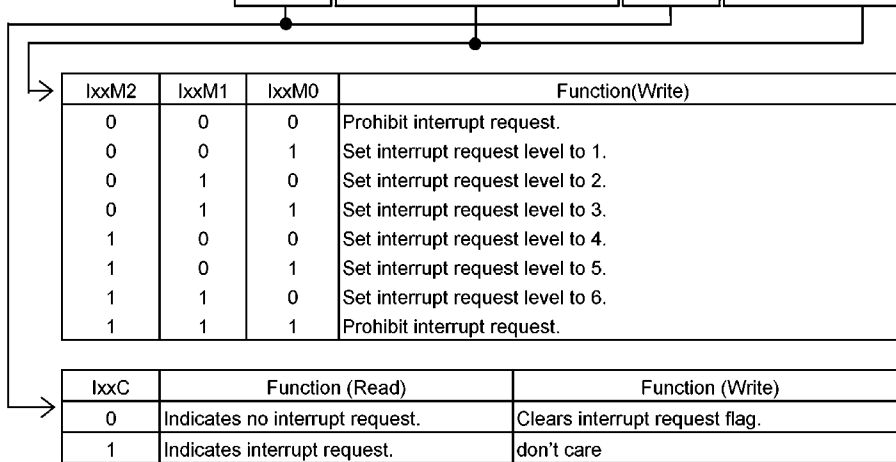 IxxM2 IxxM1 IxxM0 Function(Write)
0 0 0 Prohibit interrupt request.
0 0 1 Set interrupt request level to 1.
0 1 0 Set interrupt request level to 2.
0 1 1 Set interrupt request level to 3.
1 0 0 Set interrupt request level to 4.
1 0 1 Set interrupt request level to 5.
1 1 0 Set interrupt request level to 6.
1 1 1 Prohibit interrupt request.
IxxC Function (Read) Function (Write)
0 Indicates no interrupt request. Clears interrupt request flag.
1 Indicates interrupt request. don't care